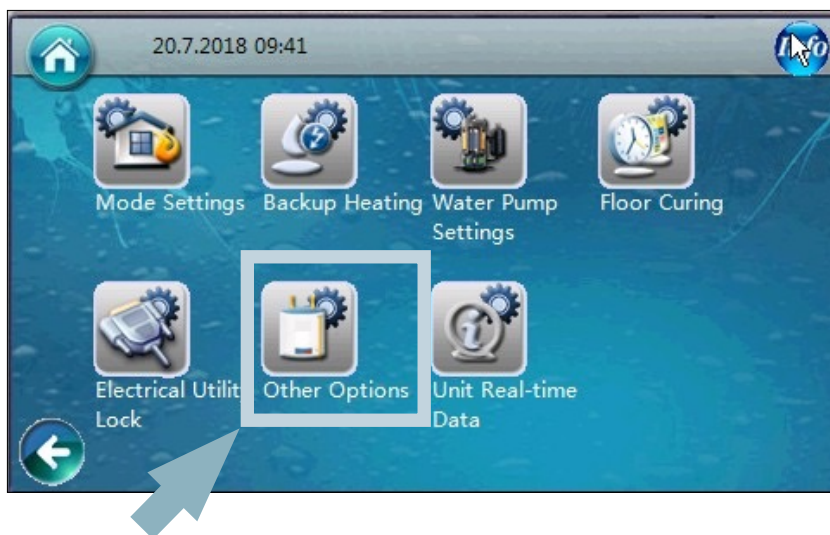 20.7.2018 09:41
Info
Mode Settings
Backup Heating
Water Pump
Settings
Floor Curing
Electrical Utilit
Lock
Other Options
Unit Real-time
Data